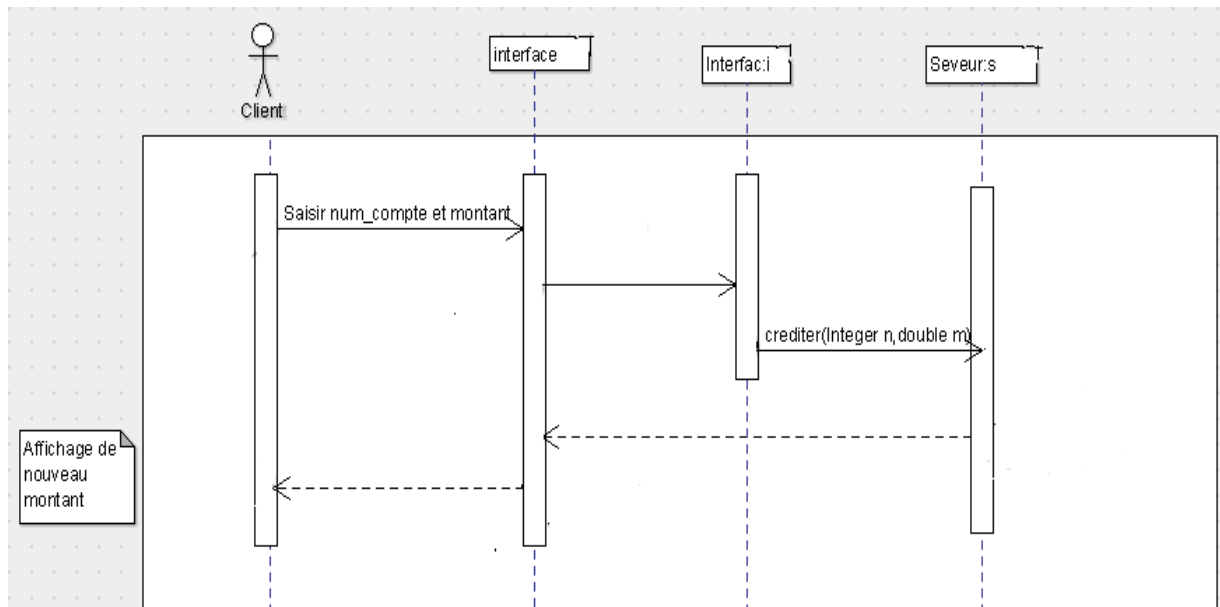 interface
Interfac:i
Seveur:s
Client
Saisir num_compte et montant
crediter(Integer n,double m)
Affichage de
nouveau
montant